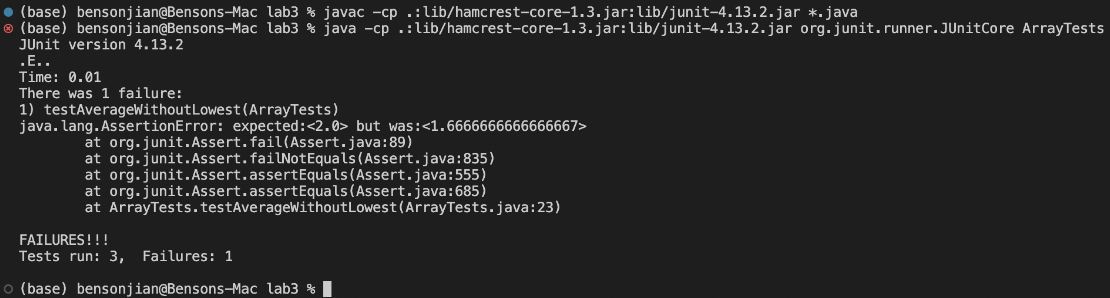 (base) bensonjian@Bensons-Mac lab3 % javac -cp .:lib/hamcrest-core-1.3.jar:lib/junit-4.13.2.jar *.java
(base) bensonjian@Bensons-Mac lab3 % java -cp .:lib/hamcrest-core-1.3.jar:lib/junit-4.13.2.jar org.junit.runner.JUnitCore ArrayTests
JUnit version 4.13.2
.E..
Time: 0.01
There was 1 failure:
1) testAverageWithoutLowest(ArrayTests)
java.lang.AssertionError: expected:<2.0> but was:<1.6666666666666667>
        at org.junit.Assert.fail(Assert.java:89)
        at org.junit.Assert.failNotEquals(Assert.java:835)
        at org.junit.Assert.assertEquals(Assert.java:555)
        at org.junit.Assert.assertEquals(Assert.java:685)
        at ArrayTests.testAverageWithoutLowest(ArrayTests.java:23)

FAILURES!!!
Tests run: 3,  Failures: 1

(base) bensonjian@Bensons-Mac lab3 %